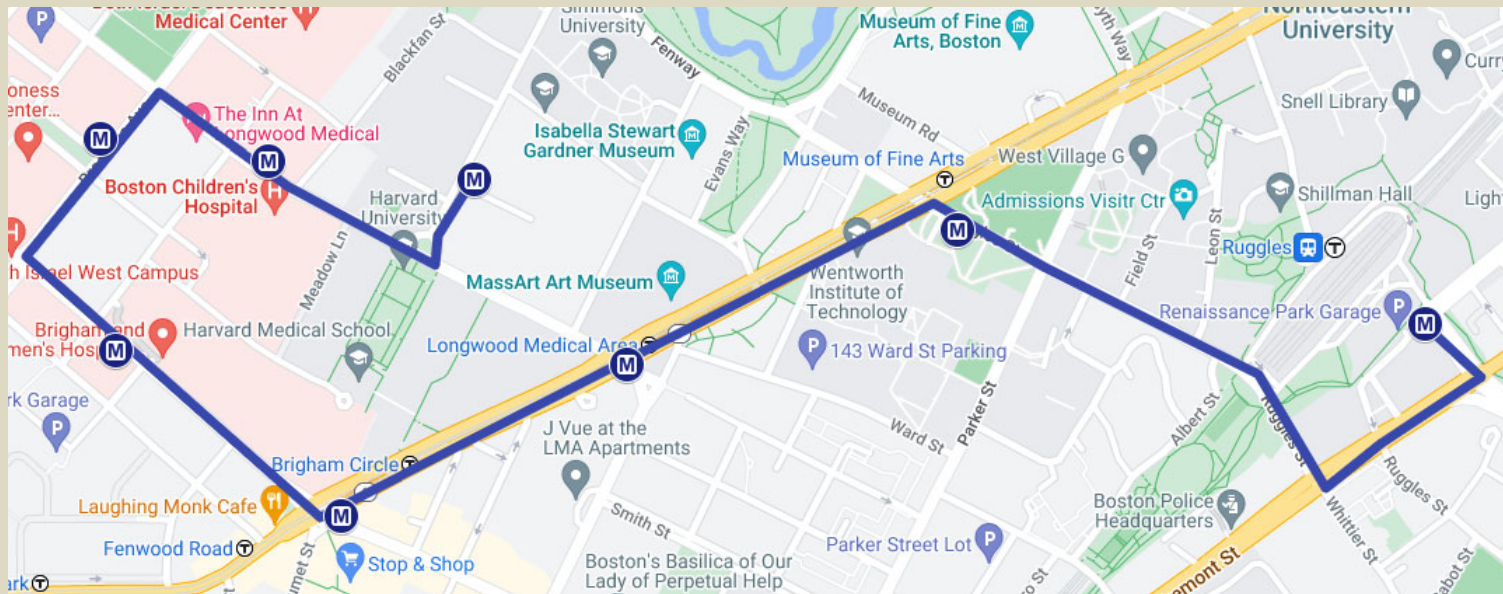 Medical Center
Blackfan St
Simmons
University
Fenway
Museum of Fine
Arts, Boston
Northeastern
University
Curry
Snell Library
The Inn At
Longwood Medical
Isabella Stewart
Gardner Museum
Evans Way
Museum Rd
Museum of Fine Arts
West Village G
Admissions Visitr Ctr
Shillman Hall
Leon St
Field St
Ruggles
Boston Children's
Hospital
Harvard
University
Meadow Ln
West Campus
MassArt Art Museum
Wentworth
Institute of
Technology
Renaissance Park Garage
Brigham and
Harvard Medical School
Longwood Medical Area
143 Ward St Parking
Garage
J Vue at the
LMA Apartments
Ward St
Parker St
Albert St
Ruggles St
Ruggles St
Brigham Circle
Laughing Monk Cafe
Fenwood Road
Smith St
Boston Police
Headquarters
Whittier St
Stop & Shop
Boston's Basilica of Our
Lady of Perpetual Help
Parker Street Lot
M
M
M
M
M
M
M
M
P
P
P
P
P
T
T
T
T
T
T
H
H